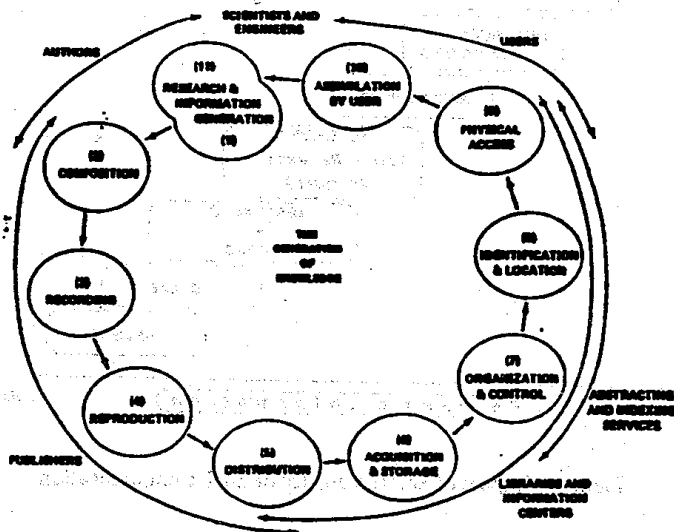 SCIENTISTS AND
ENGINEERS
AUTHORS
USERS
(11)
RESEARCH &
INFORMATION
GENERATION
(1)
(10)
ASSIMILATION
BY USER
(9)
PHYSICAL
ACCESS
(2)
COMPOSITION
THE
GENERATION
OF
KNOWLEDGE
(8)
IDENTIFICATION
& LOCATION
(3)
RECORDING
(7)
ORGANIZATION
& CONTROL
(4)
REPRODUCTION
(5)
DISTRIBUTION
(6)
ACQUISITION
& STORAGE
ABSTRACTING
AND INDEXING
SERVICES
PUBLISHERS
LIBRARIES AND
INFORMATION
CENTERS